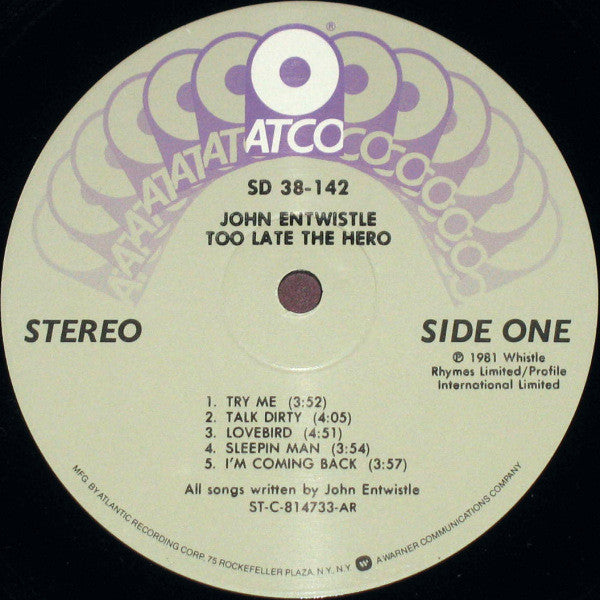 ATCO
SD 38-142
JOHN ENTWISTLE
TOO LATE THE HERO
STEREO
SIDE ONE
℗ 1981 Whistle
Rhymes Limited/Profile
International Limited
1. TRY ME (3:52)
2. TALK DIRTY (4:05)
3. LOVEBIRD (4:51)
4. SLEEPIN MAN (3:54)
5. I'M COMING BACK (3:57)
All songs written by John Entwistle
ST-C-814733-AR
MFG. BY ATLANTIC RECORDING CORP. 75 ROCKEFELLER PLAZA, N.Y., N.Y. W A WARNER COMMUNICATIONS COMPANY